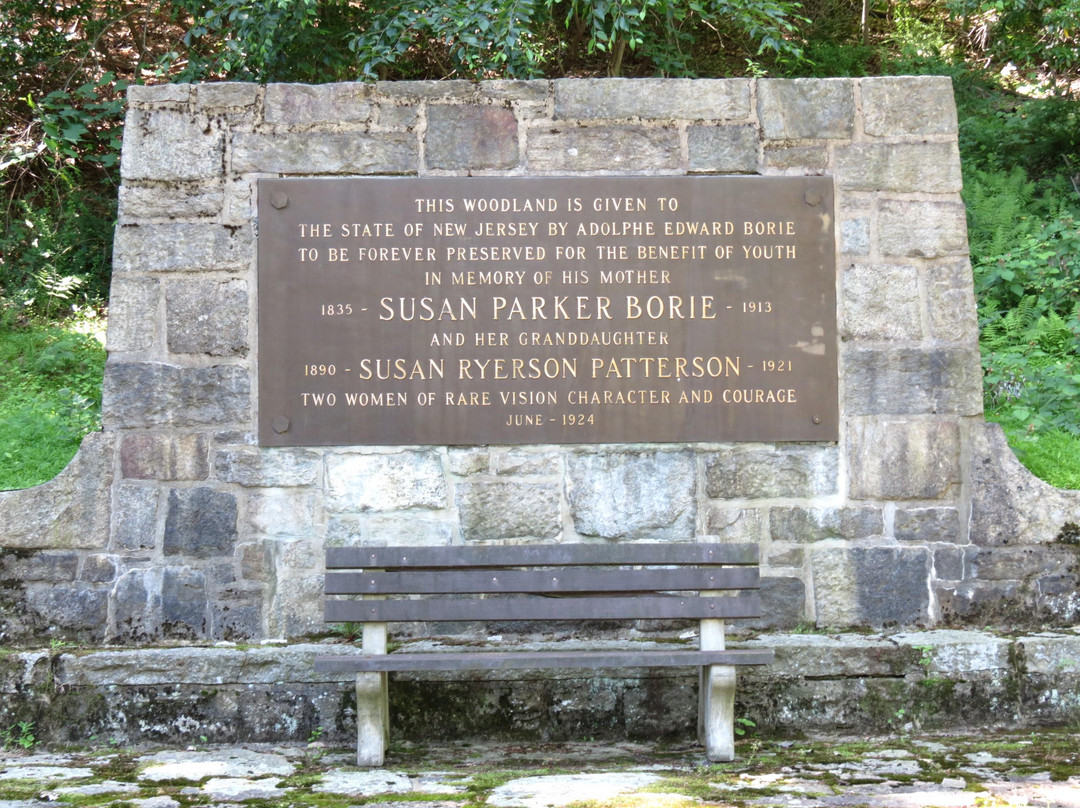 THIS WOODLAND IS GIVEN TO
THE STATE OF NEW JERSEY BY ADOLPHE EDWARD BORIE
TO BE FOREVER PRESERVED FOR THE BENEFIT OF YOUTH
IN MEMORY OF HIS MOTHER
1835 - SUSAN PARKER BORIE - 1913
AND HER GRANDDAUGHTER
1890 - SUSAN RYERSON PATTERSON - 1921
TWO WOMEN OF RARE VISION CHARACTER AND COURAGE
JUNE - 1924